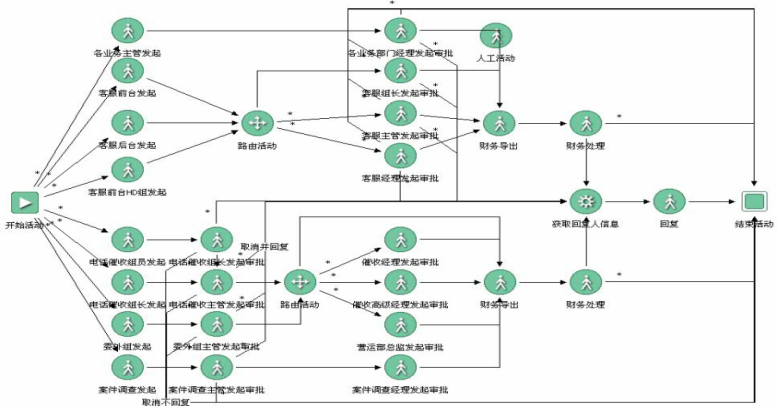 各业务主管发起
各业务部门经理发起审批
人工活动
客服前台发起
客服组长发起审批
客服后台发起
路由活动
客服主管发起审批
财务导出
财务处理
客服前台HD组发起
客服经理发起审批
开始活动
获取回复人信息
回复
结束活动
取消并回复
电话催收组员发起
电话催收组长发起审批
催收经理发起审批
电话催收组长发起
电话催收主管发起审批
路由活动
催收高级经理发起审批
财务导出
财务处理
委外组发起
委外组主管发起审批
营运部总监发起审批
案件调查发起
案件调查主管发起审批
案件调查经理发起审批
取消不回复